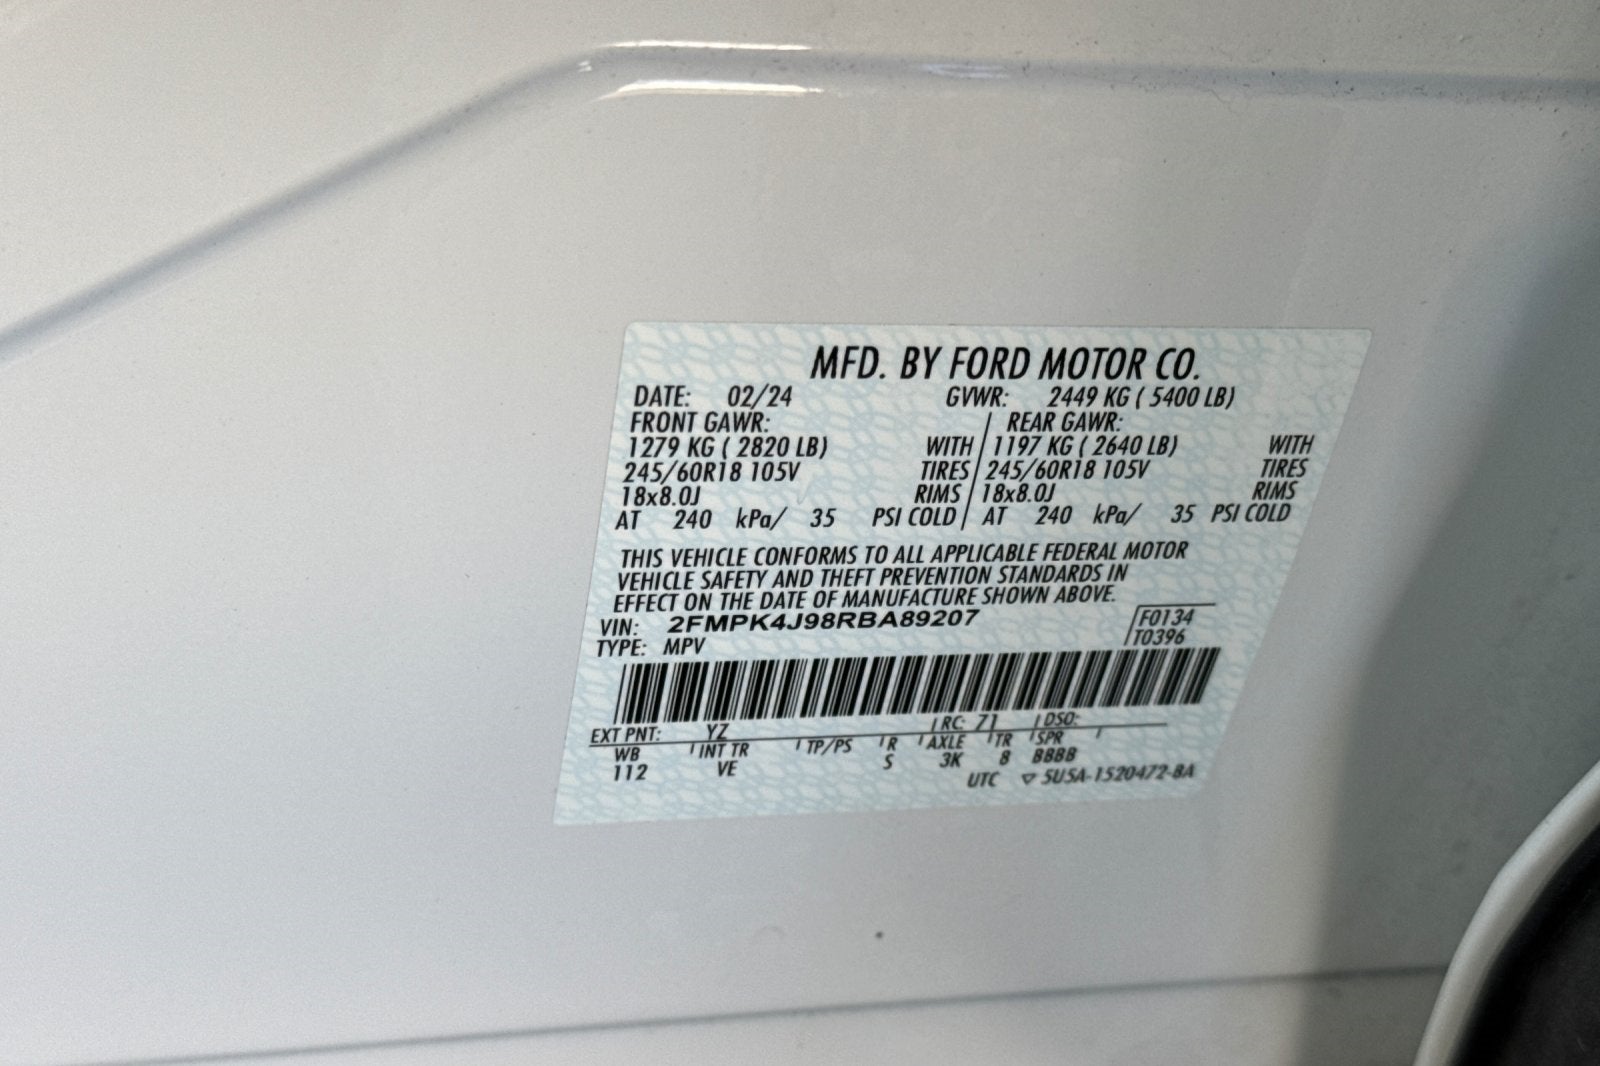 MFD. BY FORD MOTOR CO.
DATE: 02/24 GVWR: 2449 KG ( 5400 LB)
FRONT GAWR: REAR GAWR:
1279 KG ( 2820 LB) WITH 1197 KG ( 2640 LB) WITH
245/60R18 105V TIRES 245/60R18 105V TIRES
18x8.0J RIMS 18x8.0J RIMS
AT 240 kPa/ 35 PSI COLD AT 240 kPa/ 35 PSI COLD
THIS VEHICLE CONFORMS TO ALL APPLICABLE FEDERAL MOTOR
VEHICLE SAFETY AND THEFT PREVENTION STANDARDS IN
EFFECT ON THE DATE OF MANUFACTURE SHOWN ABOVE.
VIN: 2FMPK4J98RBA89207 F0134
TYPE: MPV T0396
EXT PNT: YZ RC: 71 DSO:
WB INT TR TP/PS R AXLE TR SPR
112 VE S 3K 8 BBBB
UTC ▽ 5U5A-1520472-BA